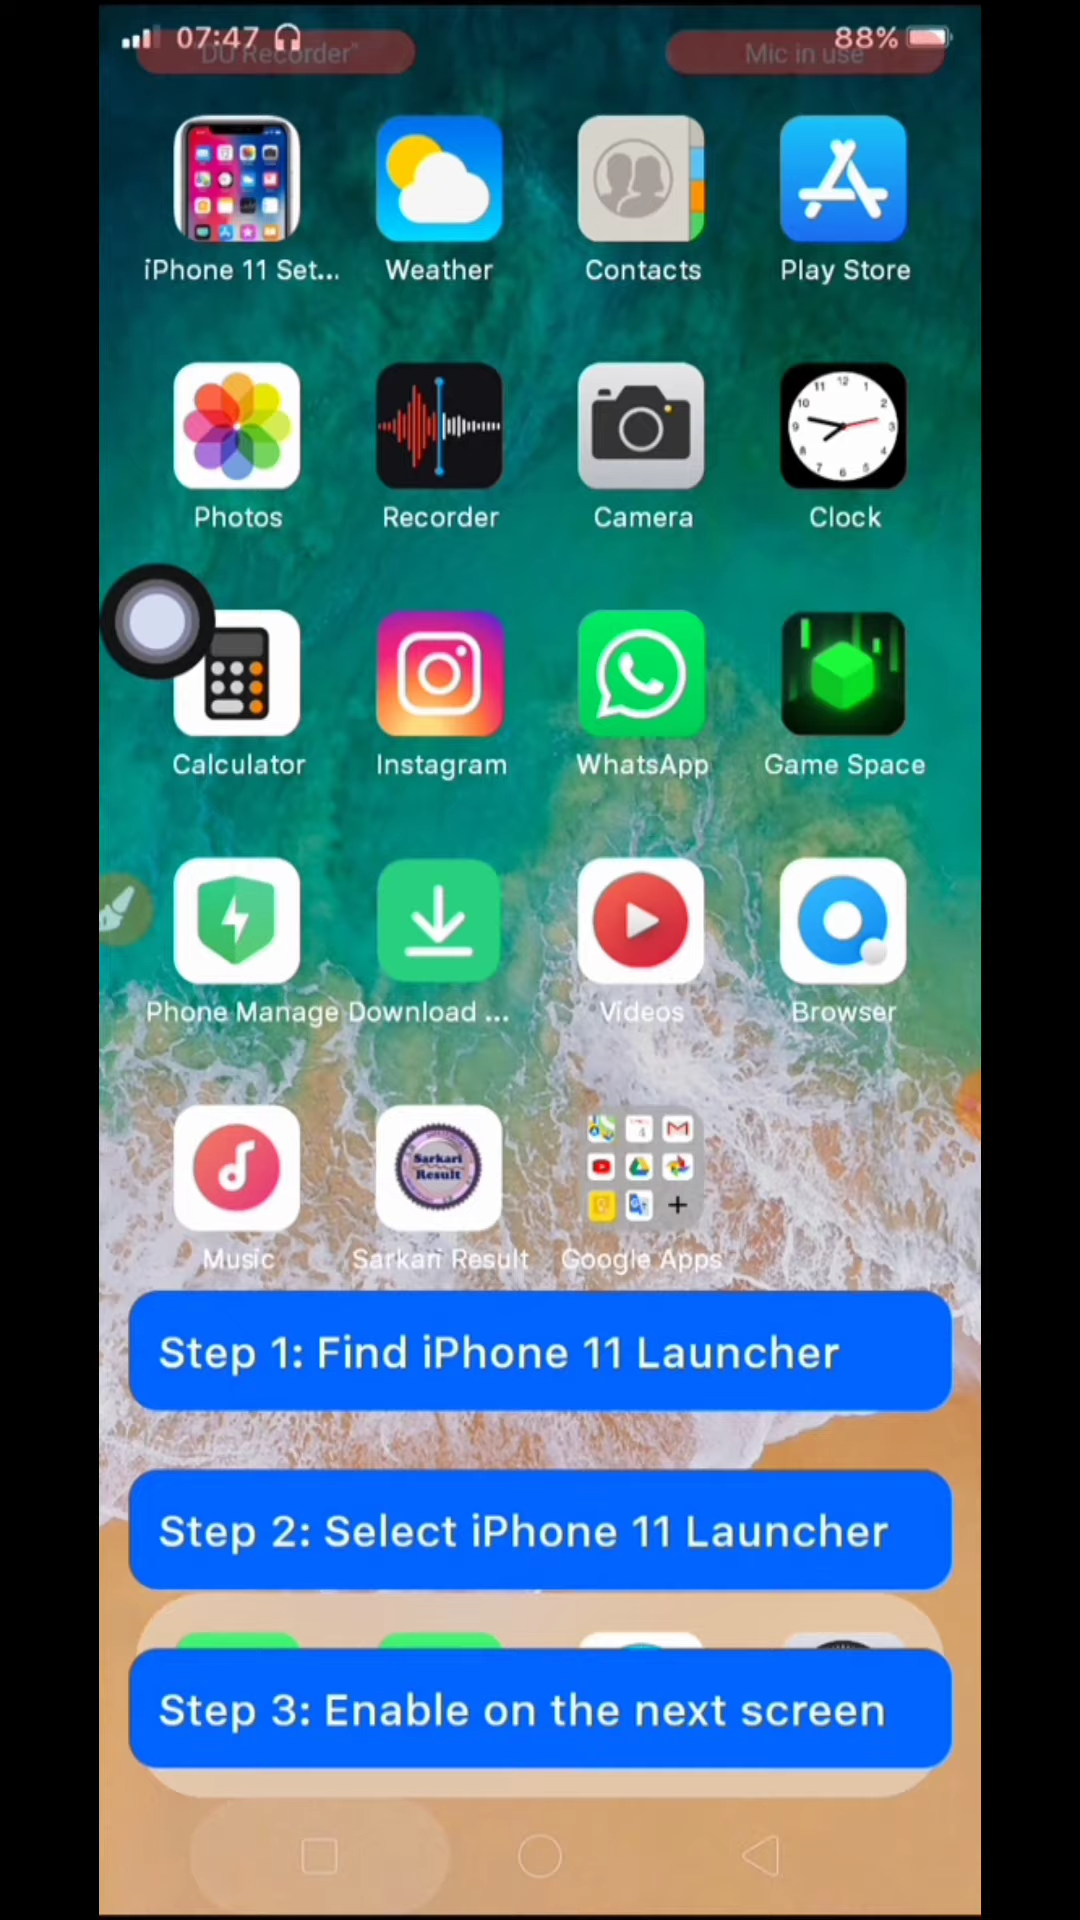 07:47
88%
DU Recorder
Mic in use
iPhone 11 Set...
Weather
Contacts
Play Store
Photos
Recorder
Camera
Clock
Calculator
Instagram
WhatsApp
Game Space
Phone Manage
Download ...
Videos
Browser
Sarkari
Result
Music
Sarkari Result
Google Apps
Step 1: Find iPhone 11 Launcher
Step 2: Select iPhone 11 Launcher
Step 3: Enable on the next screen